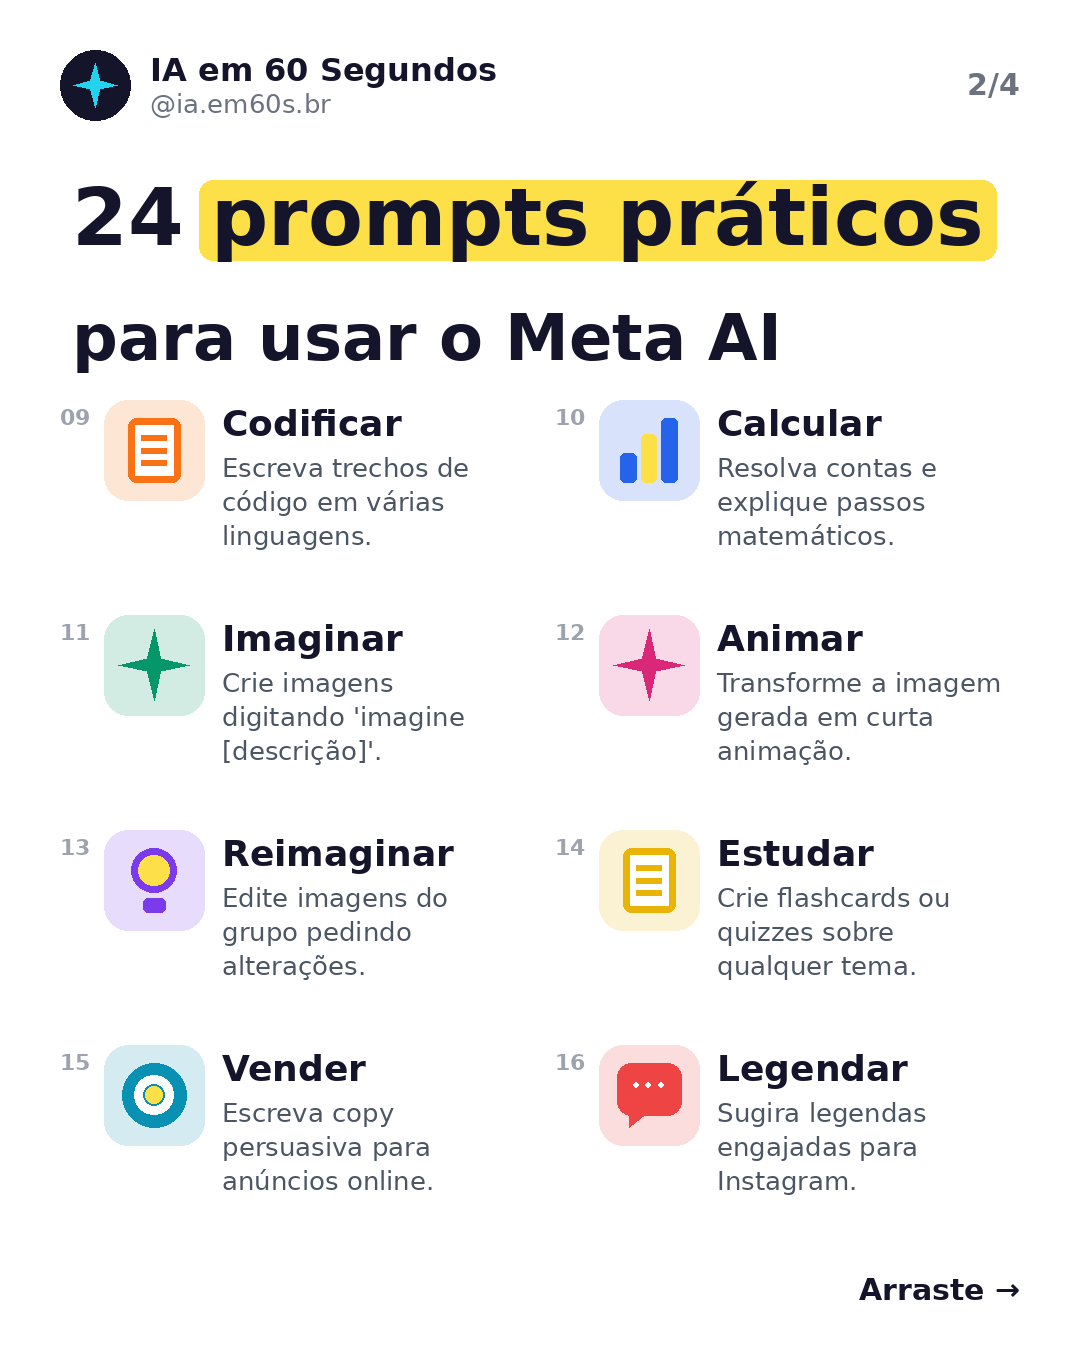 IA em 60 Segundos
@ia.em60s.br
2/4
24 prompts práticos
para usar o Meta AI
09
Codificar
Escreva trechos de
código em várias
linguagens.
10
Calcular
Resolva contas e
explique passos
matemáticos.
11
Imaginar
Crie imagens
digitando 'imagine
[descrição]'.
12
Animar
Transforme a imagem
gerada em curta
animação.
13
Reimaginar
Edite imagens do
grupo pedindo
alterações.
14
Estudar
Crie flashcards ou
quizzes sobre
qualquer tema.
15
Vender
Escreva copy
persuasiva para
anúncios online.
16
Legendar
Sugira legendas
engajadas para
Instagram.
Arraste →